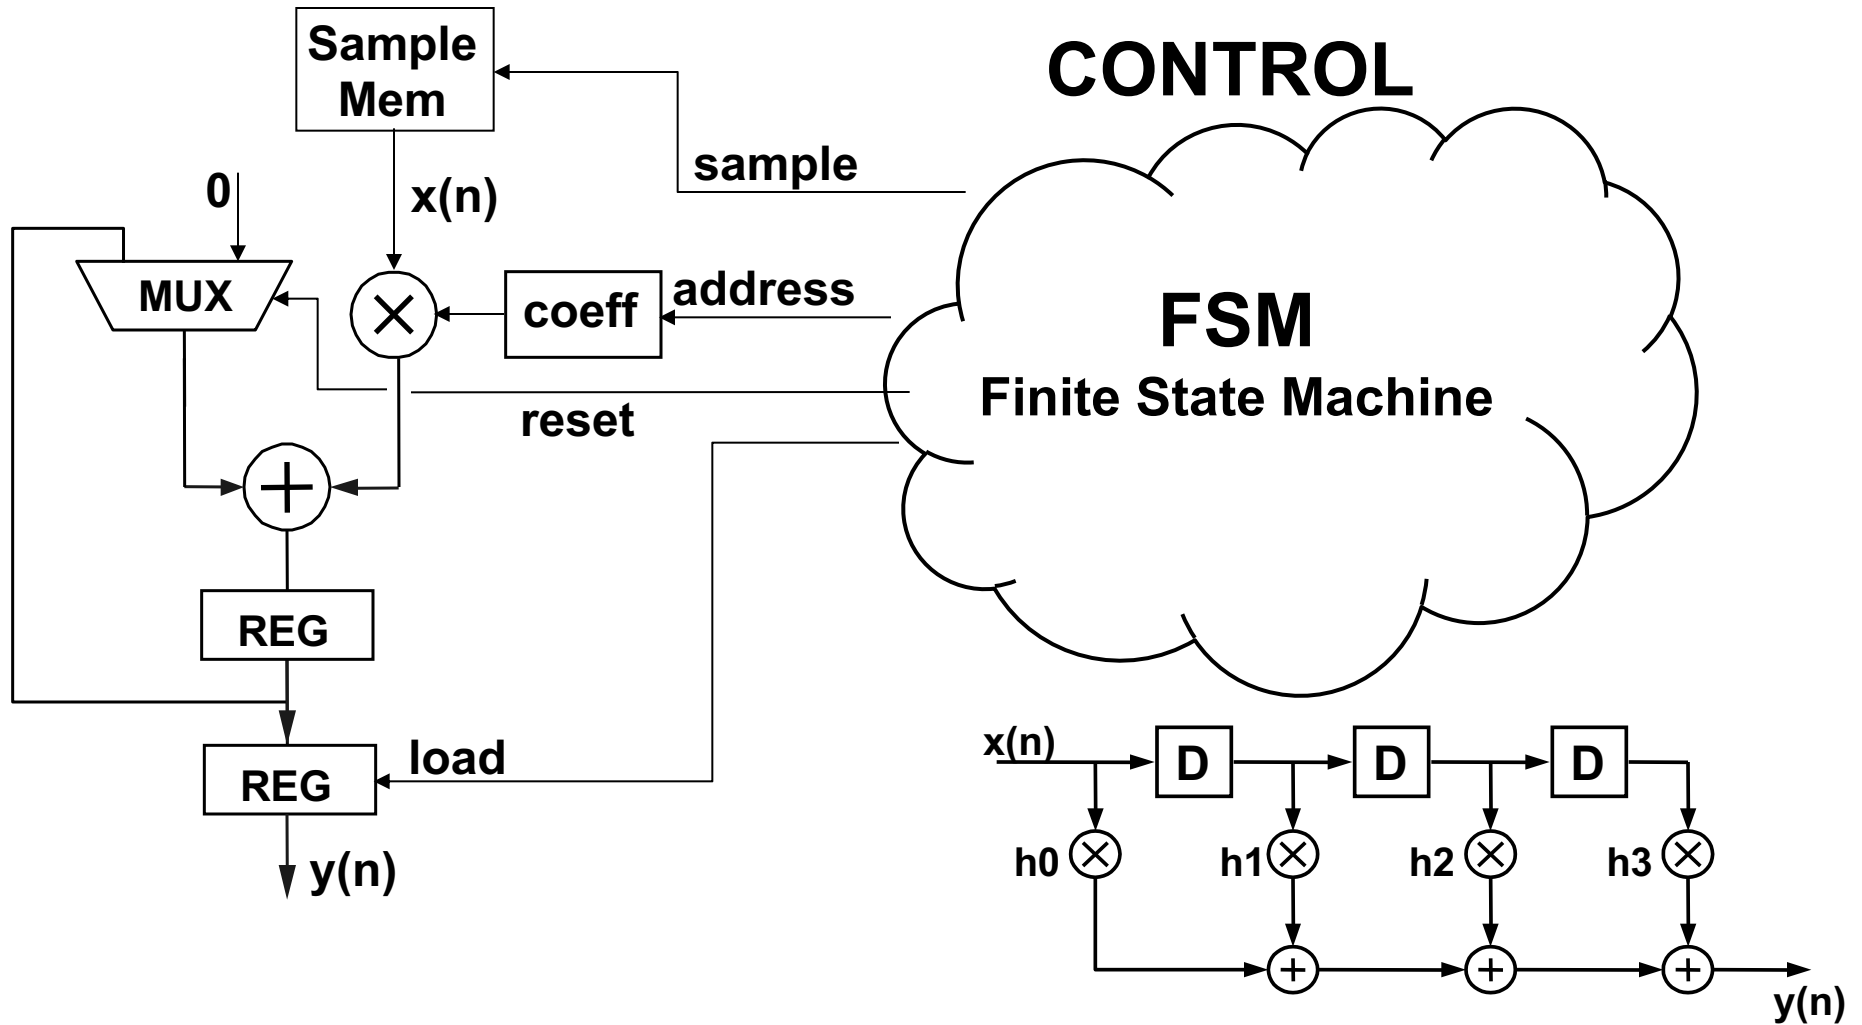 Sample
Mem
CONTROL
sample
0
x(n)
MUX
coeff
address
FSM
Finite State Machine
reset
REG
load
REG
y(n)
x(n)
D
D
D
h0
h1
h2
h3
y(n)